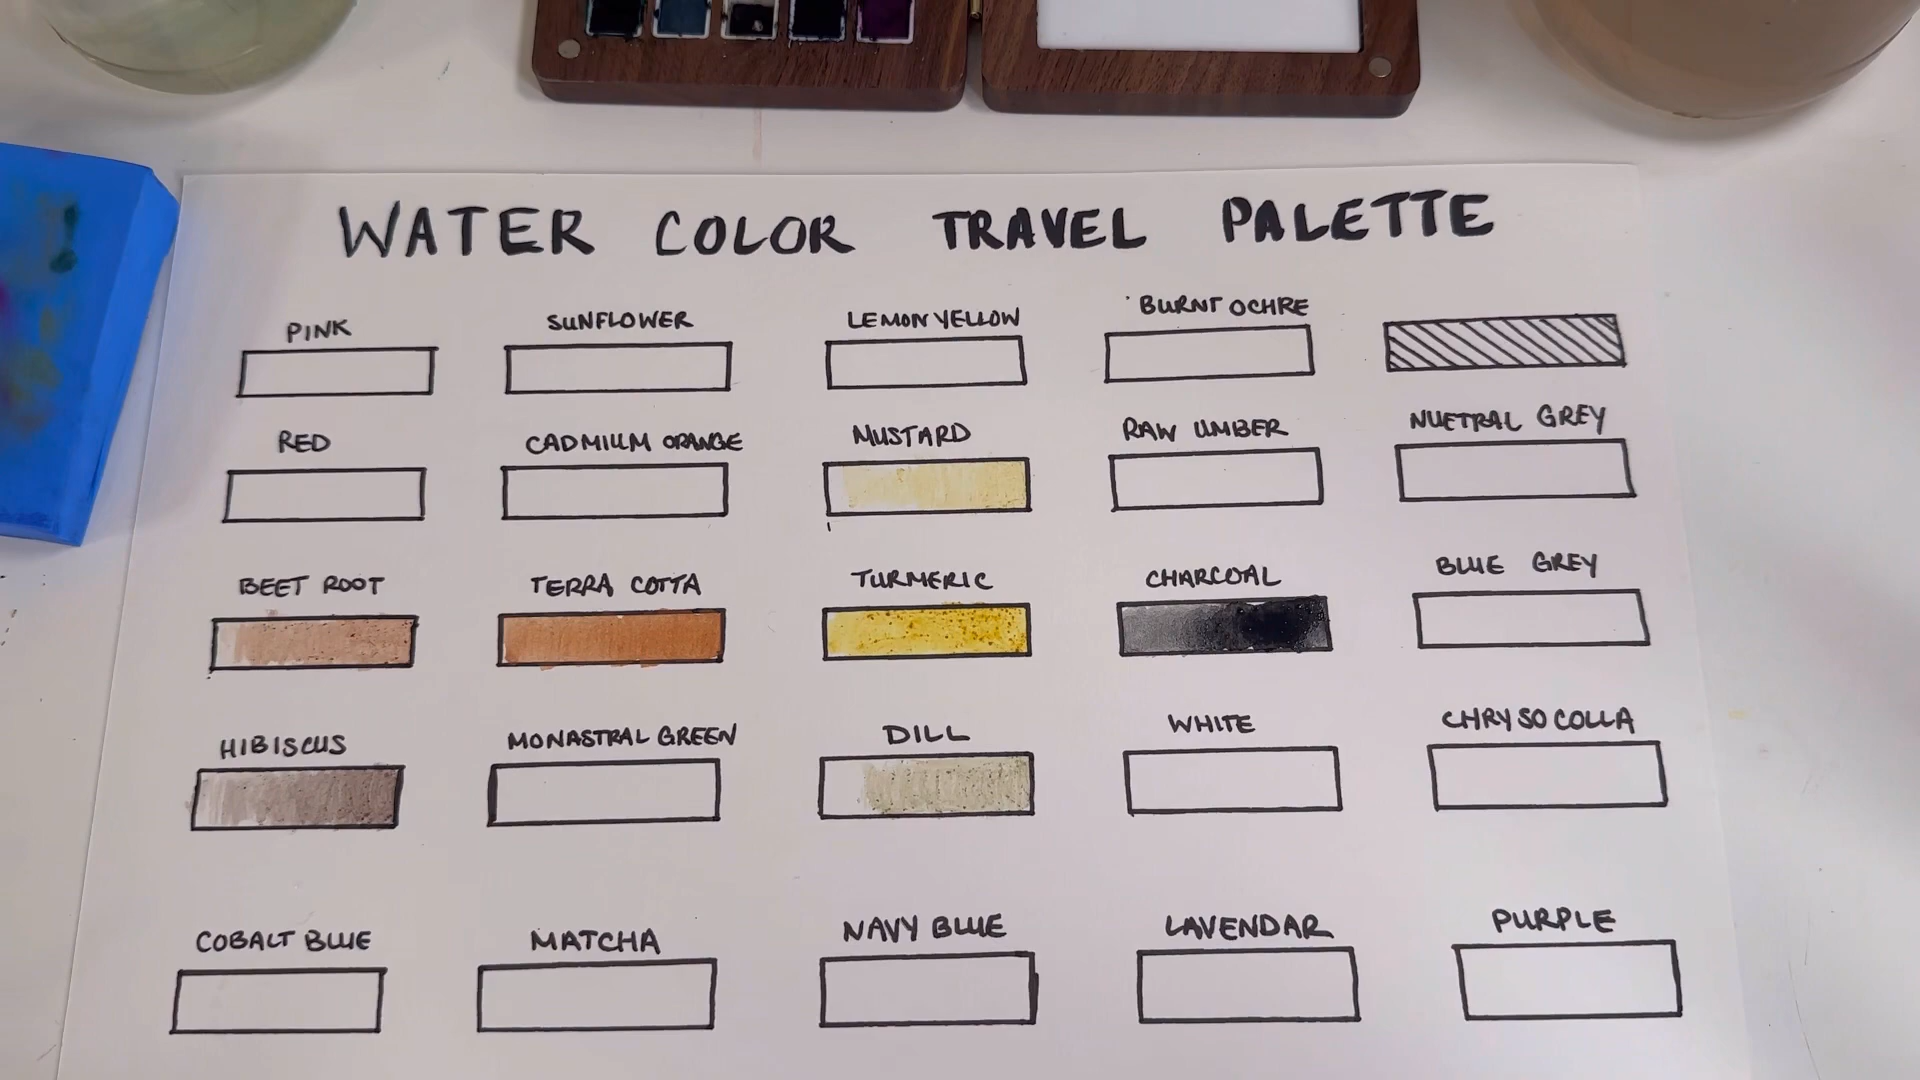 WATER COLOR TRAVEL PALETTE
PINK SUNFLOWER LEMON YELLOW BURNT OCHRE
RED CADMIUM ORANGE MUSTARD RAW UMBER NUETRAL GREY
BEET ROOT TERRA COTTA TURMERIC CHARCOAL BLUE GREY
HIBISCUS MONASTRAL GREEN DILL WHITE CHRYSOCOLLA
COBALT BLUE MATCHA NAVY BLUE LAVENDAR PURPLE